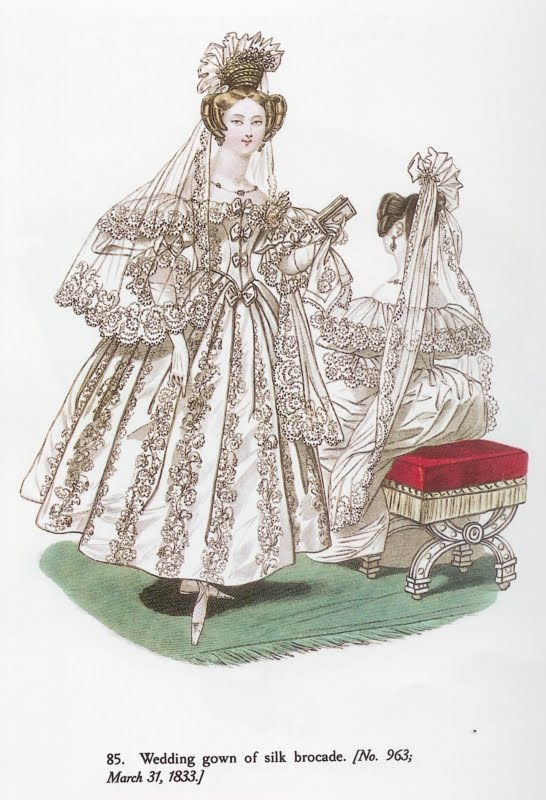 85. Wedding gown of silk brocade. [No. 963;
March 31, 1833.]